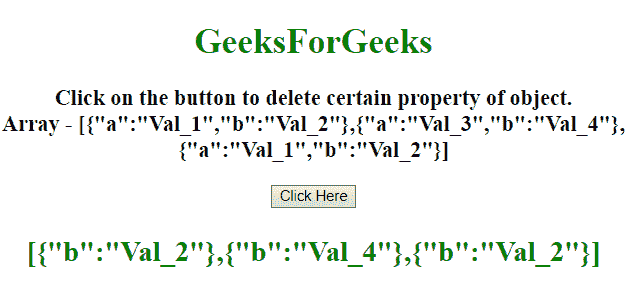 GeeksForGeeks
Click on the button to delete certain property of object.
Array - [{"a":"Val_1","b":"Val_2"},{"a":"Val_3","b":"Val_4"},
{"a":"Val_1","b":"Val_2"}]
Click Here
[{"b":"Val_2"},{"b":"Val_4"},{"b":"Val_2"}]